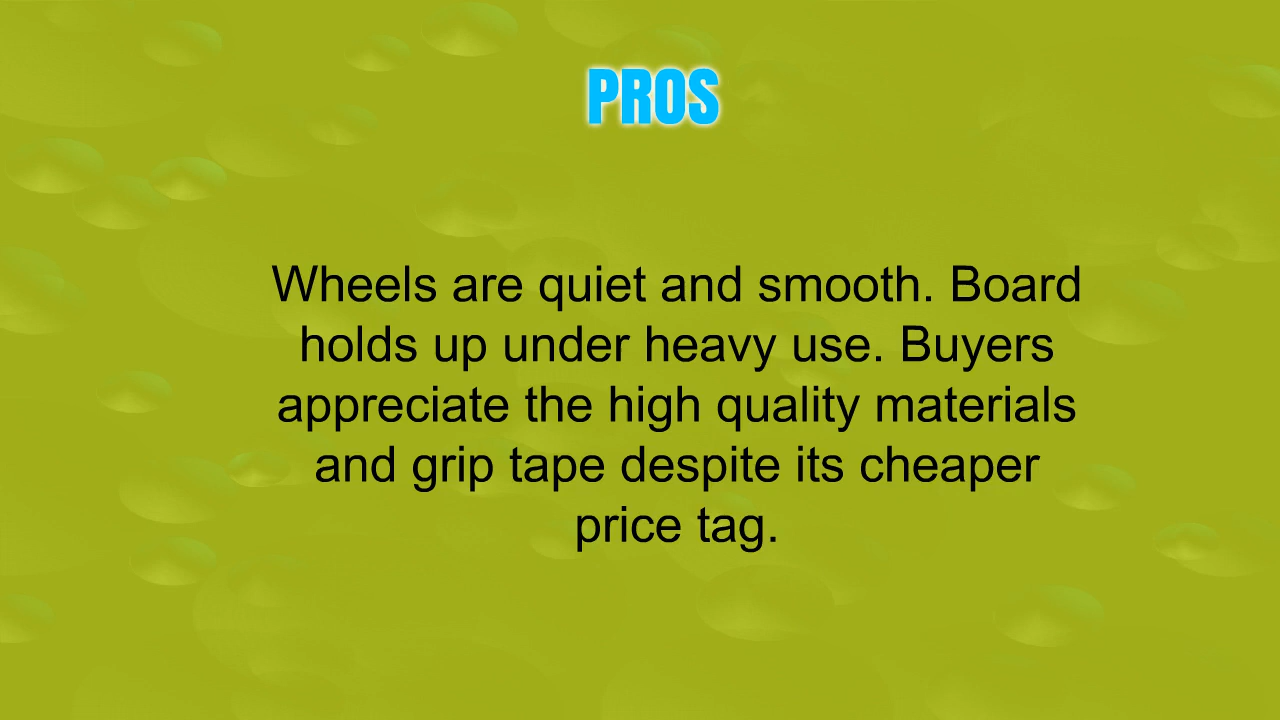 PROS
Wheels are quiet and smooth. Board
holds up under heavy use. Buyers
appreciate the high quality materials
and grip tape despite its cheaper
price tag.